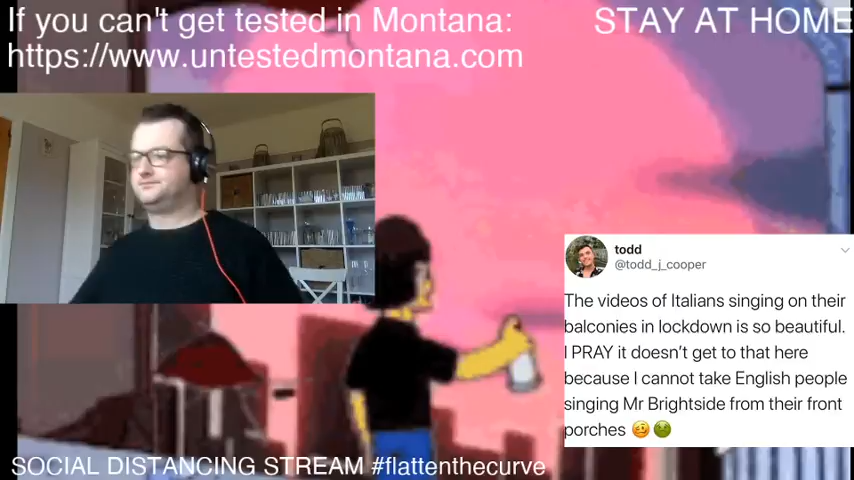 If you can't get tested in Montana:
https://www.untestedmontana.com
STAY AT HOME
todd
@todd_j_cooper
The videos of Italians singing on their
balconies in lockdown is so beautiful.
I PRAY it doesn't get to that here
because I cannot take English people
singing Mr Brightside from their front
porches 🥴🤢
SOCIAL DISTANCING STREAM #flattenthecurve